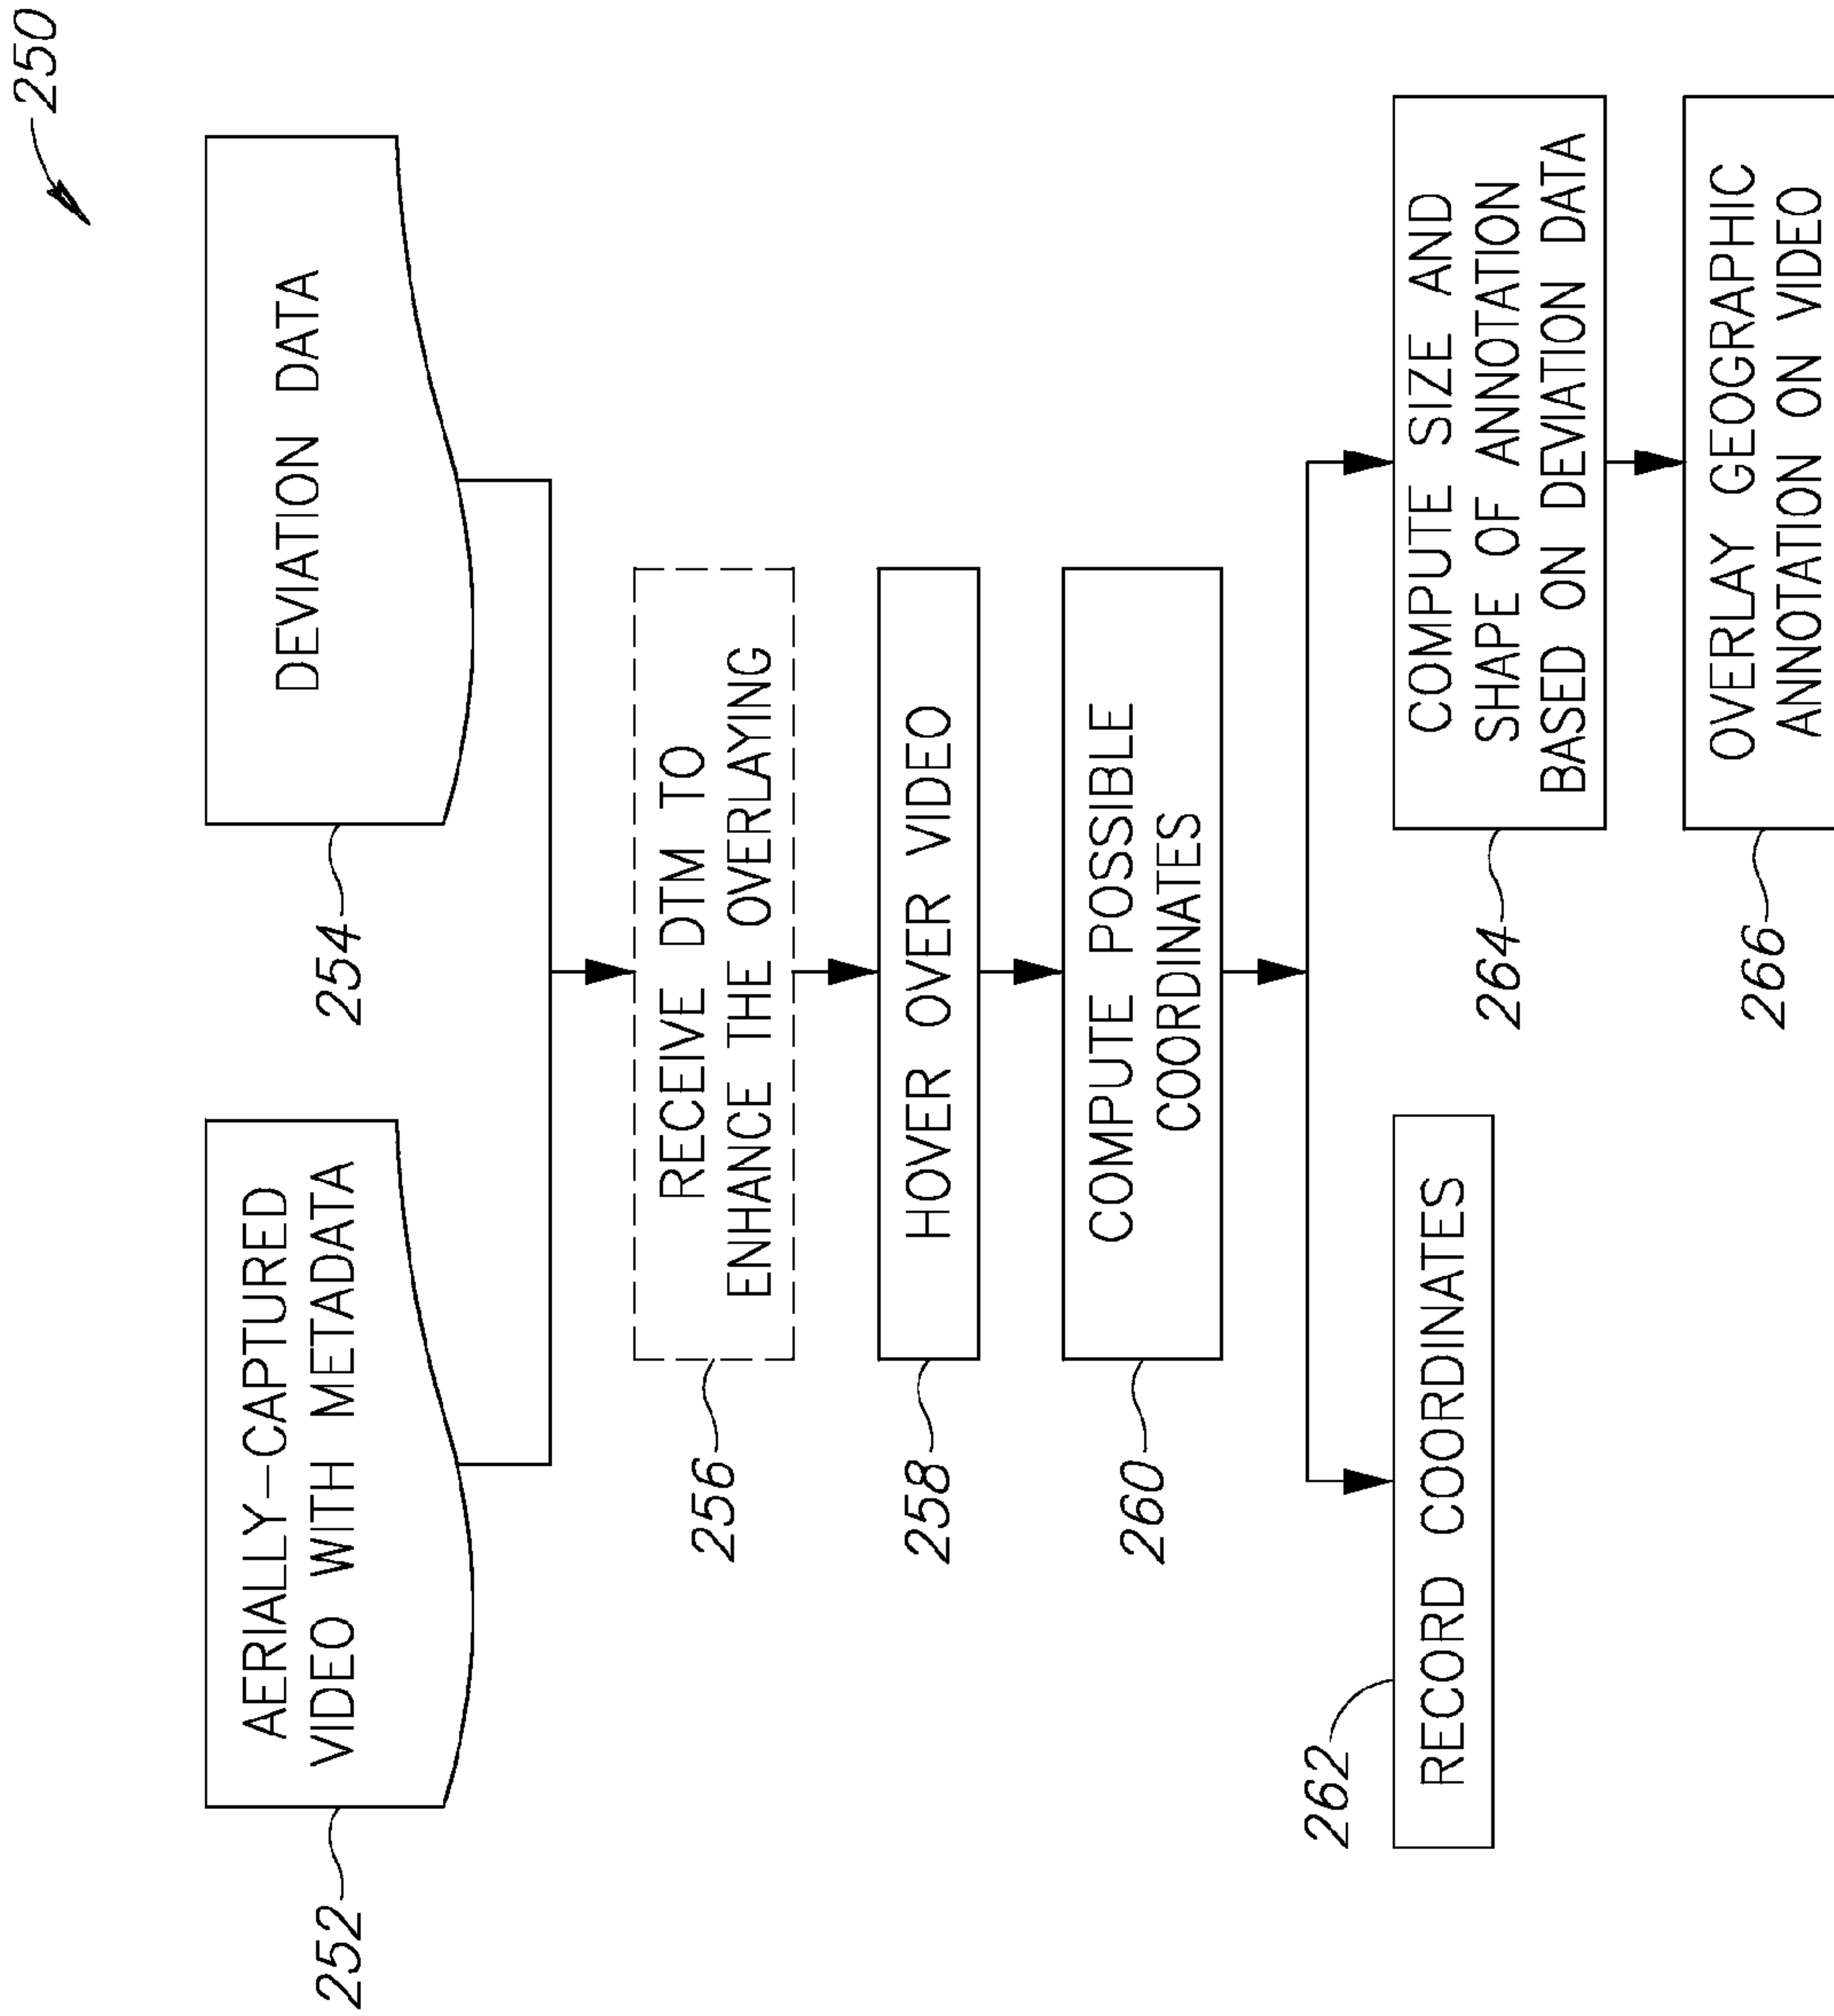 250
AERIALLY-CAPTURED
VIDEO WITH METADATA
252
DEVIATION DATA
254
RECEIVE DTM TO
ENHANCE THE OVERLAYING
256
HOVER OVER VIDEO
258
COMPUTE POSSIBLE
COORDINATES
260
262
RECORD COORDINATES
COMPUTE SIZE AND
SHAPE OF ANNOTATION
BASED ON DEVIATION DATA
264
OVERLAY GEOGRAPHIC
ANNOTATION ON VIDEO
266